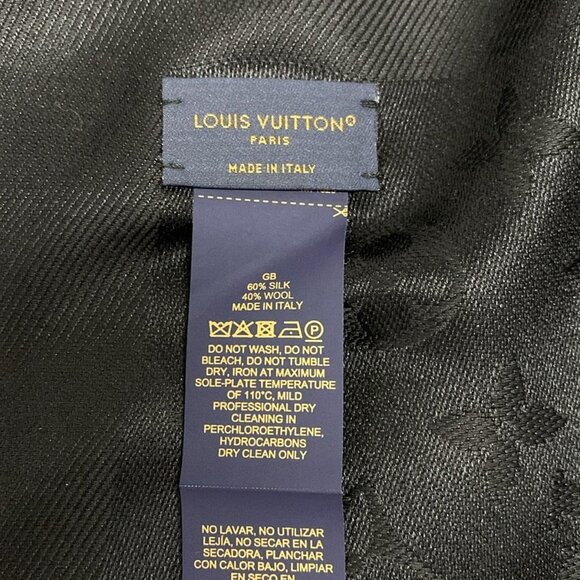 LOUIS VUITTON®
PARIS
MADE IN ITALY
GB
60% SILK
40% WOOL
MADE IN ITALY
DO NOT WASH, DO NOT
BLEACH, DO NOT TUMBLE
DRY, IRON AT MAXIMUM
SOLE-PLATE TEMPERATURE
OF 110°C, MILD
PROFESSIONAL DRY
CLEANING IN
PERCHLOROETHYLENE,
HYDROCARBONS
DRY CLEAN ONLY
NO LAVAR, NO UTILIZAR
LEJÍA, NO SECAR EN LA
SECADORA, PLANCHAR
CON CALOR BAJO, LIMPIAR
EN SECO EN